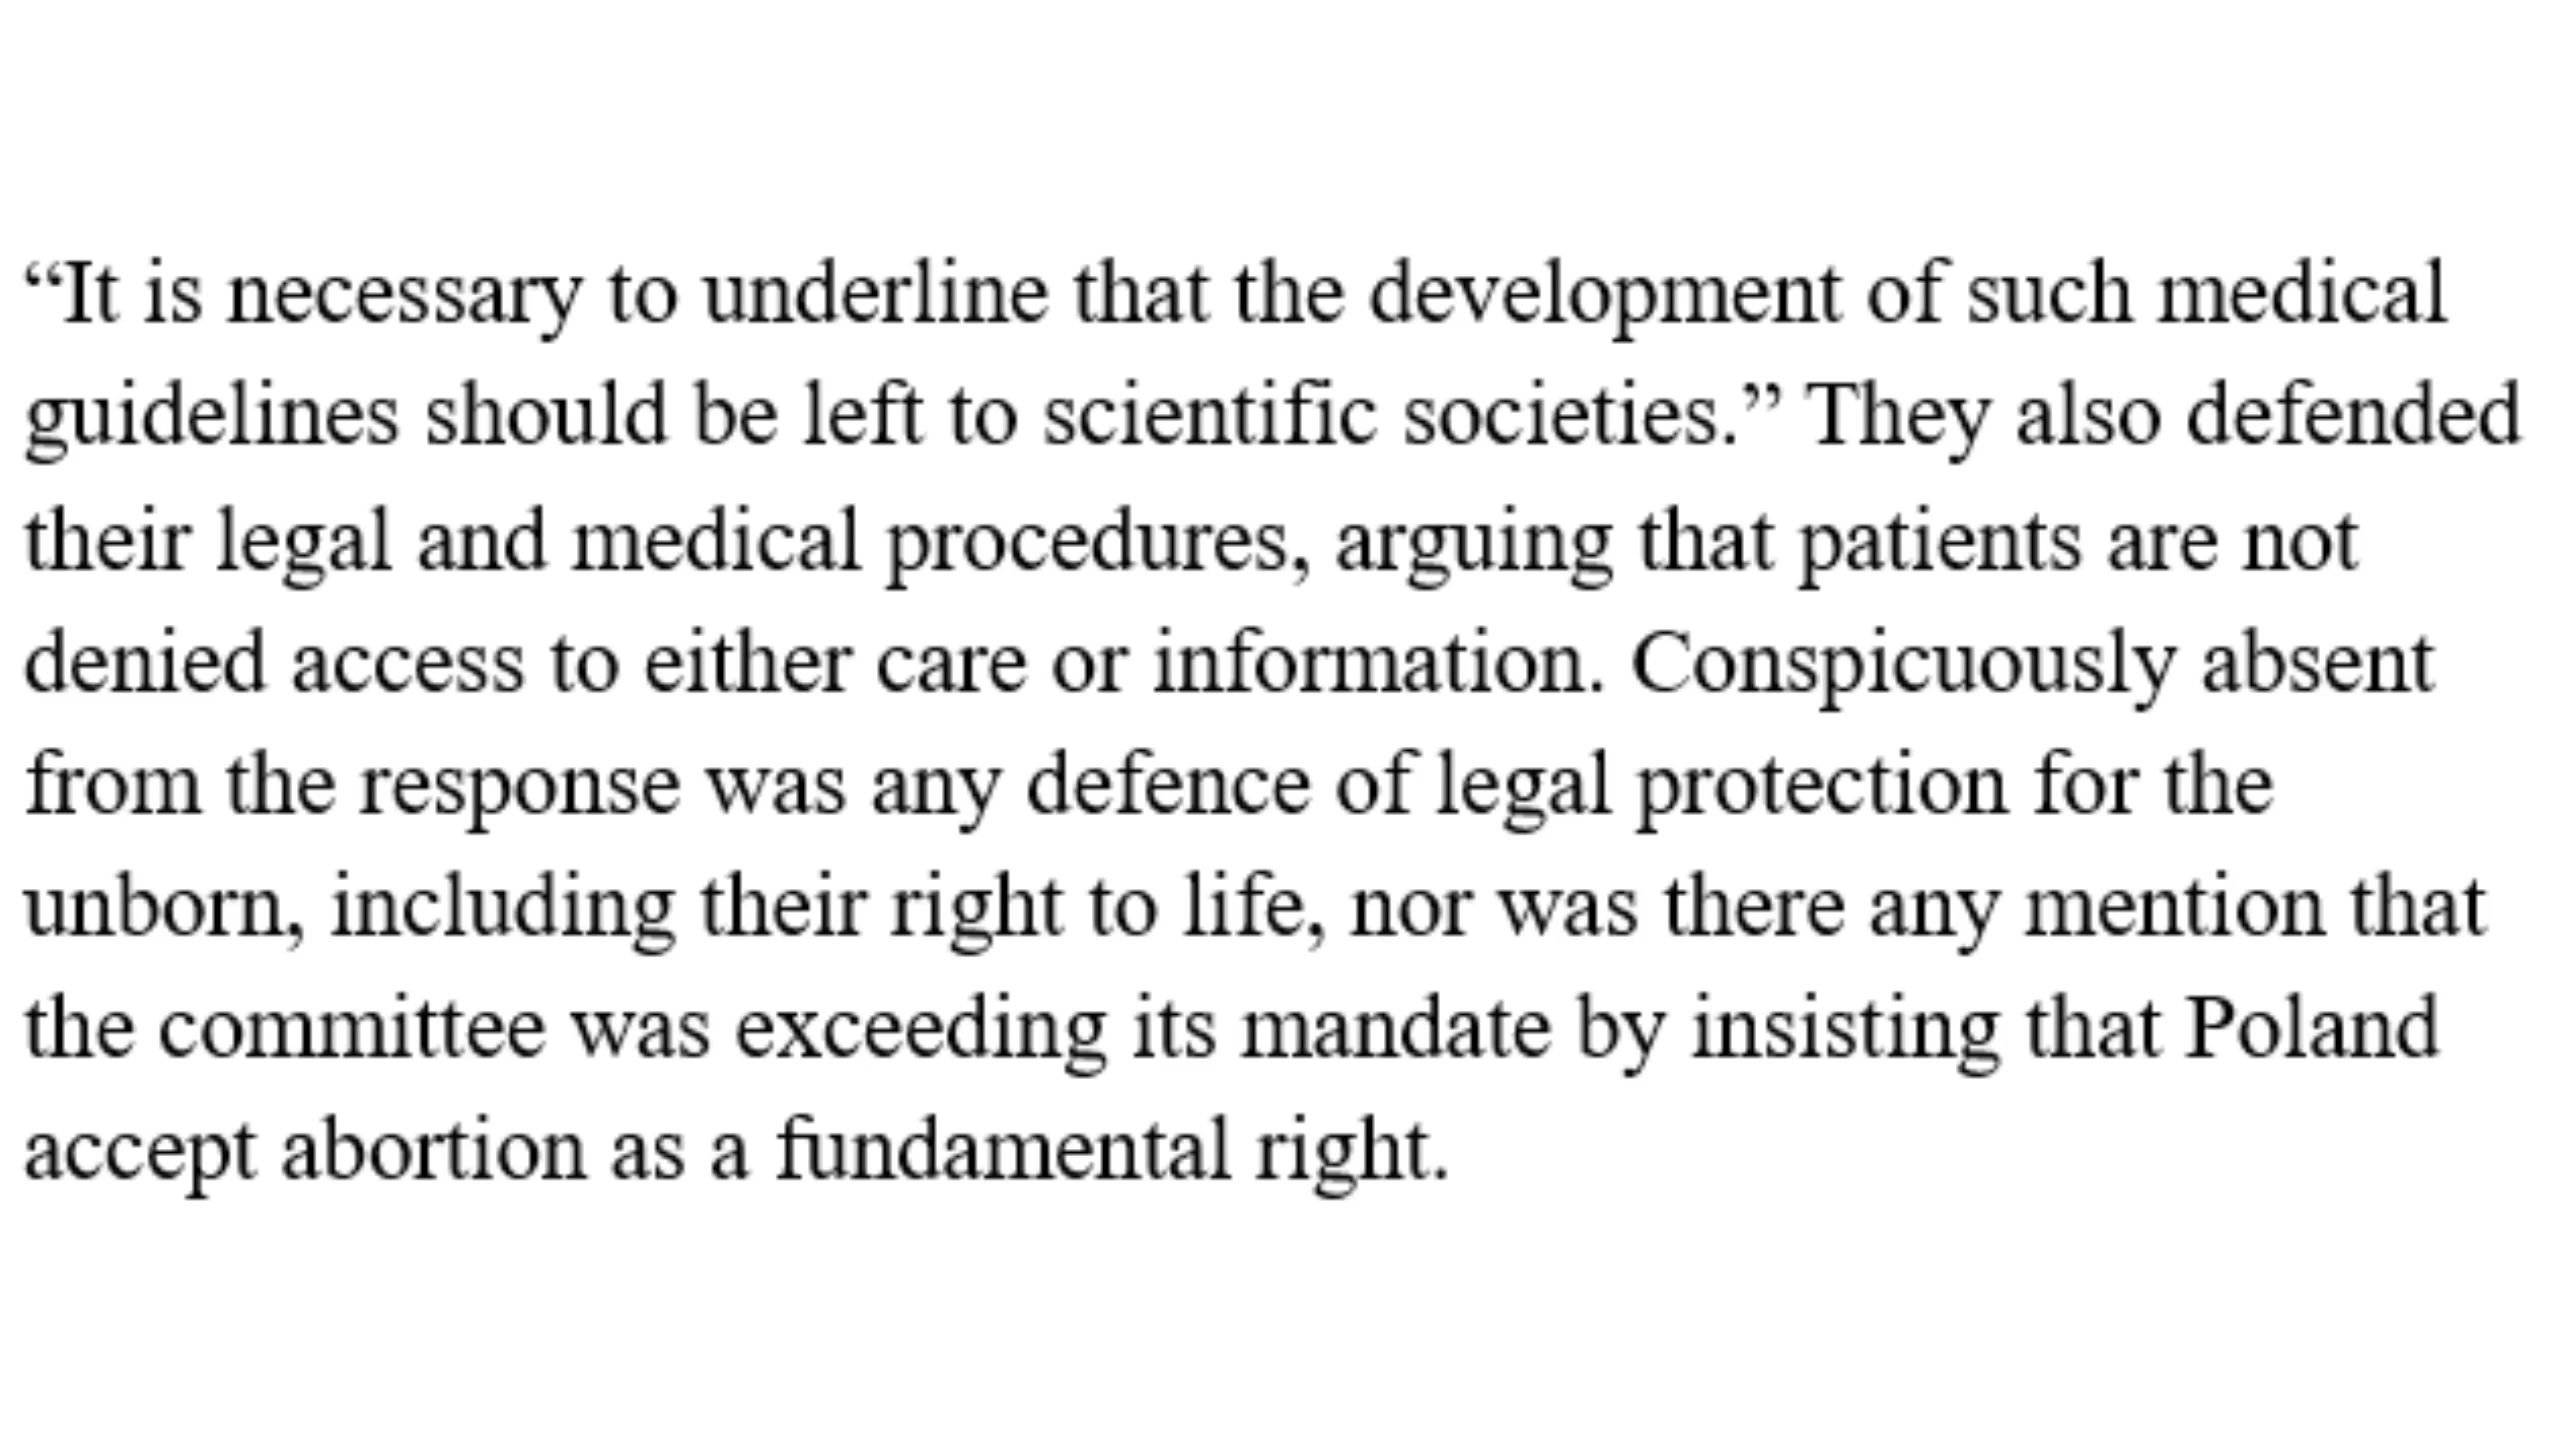 “It is necessary to underline that the development of such medical
guidelines should be left to scientific societies.” They also defended
their legal and medical procedures, arguing that patients are not
denied access to either care or information. Conspicuously absent
from the response was any defence of legal protection for the
unborn, including their right to life, nor was there any mention that
the committee was exceeding its mandate by insisting that Poland
accept abortion as a fundamental right.